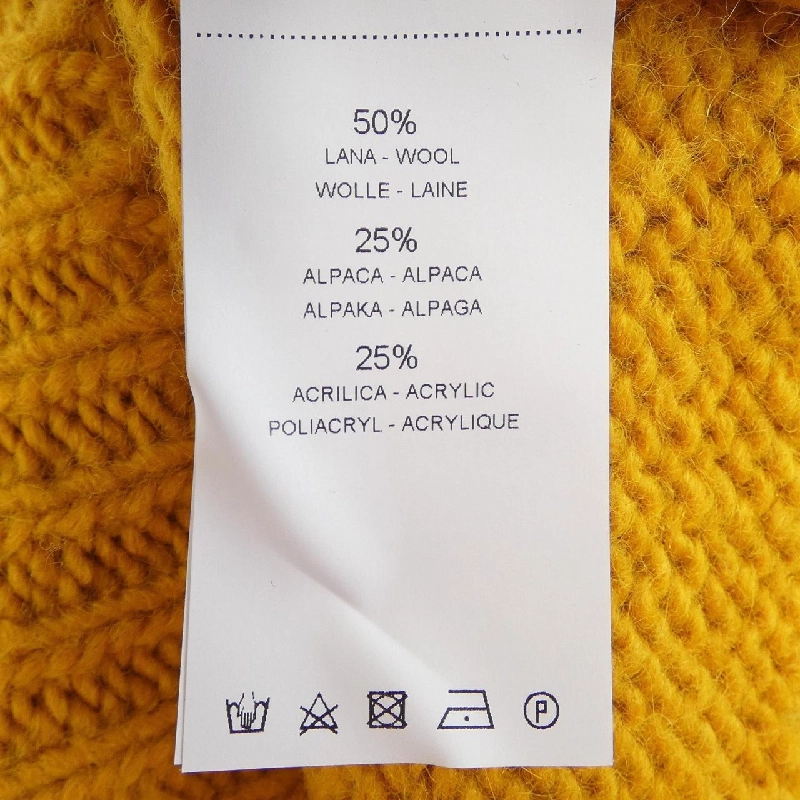 50%
LANA - WOOL
WOLLE - LAINE
25%
ALPACA - ALPACA
ALPAKA - ALPAGA
25%
ACRILICA - ACRYLIC
POLIACRYL - ACRYLIQUE
P